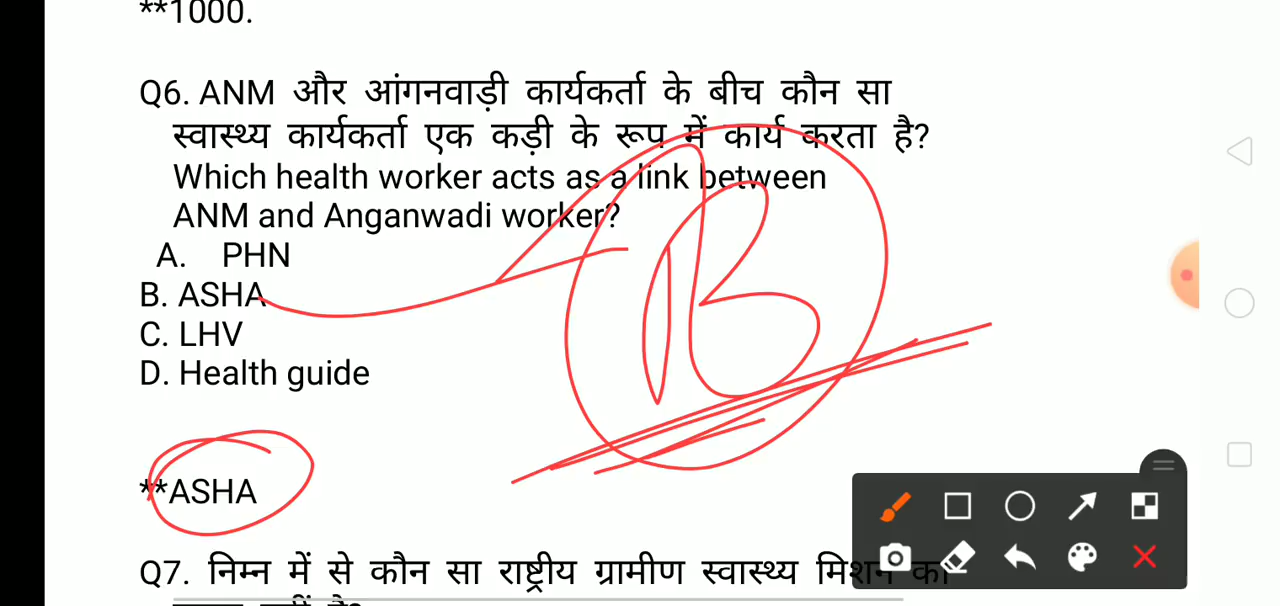 **1000.
Q6. ANM और आंगनवाड़ी कार्यकर्ता के बीच कौन सा
स्वास्थ्य कार्यकर्ता एक कड़ी के रूप में कार्य करता है?
Which health worker acts as a link between
ANM and Anganwadi worker?
A. PHN
B. ASHA
C. LHV
D. Health guide
B
**ASHA
Q7. निम्न में से कौन सा राष्ट्रीय ग्रामीण स्वास्थ्य मिशन का